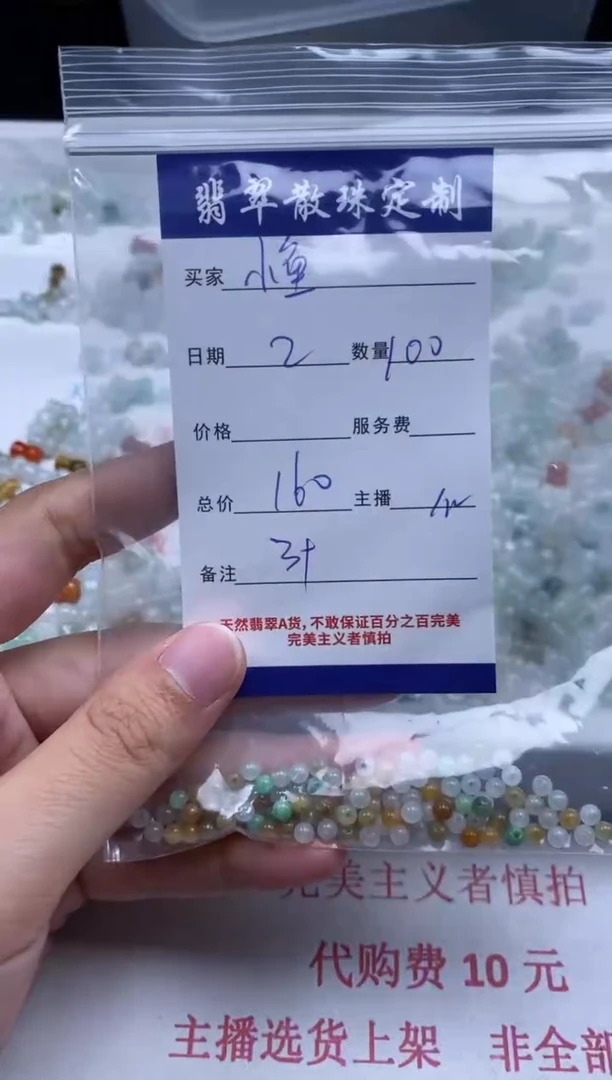 翡翠散珠定制
买家
日期 2 数量 100
价格 服务费
总价 160 主播
备注 3+
天然翡翠A货,不敢保证百分之百完美
完美主义者慎拍
完美主义者慎拍
代购费 10 元
主播选货上架 非全部